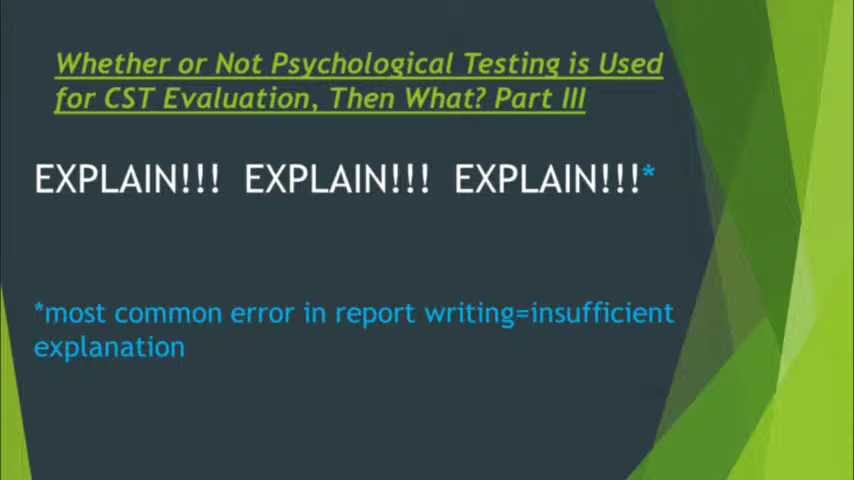 Whether or Not Psychological Testing is Used
for CST Evaluation, Then What? Part III
EXPLAIN!!! EXPLAIN!!! EXPLAIN!!!*
*most common error in report writing=insufficient
explanation